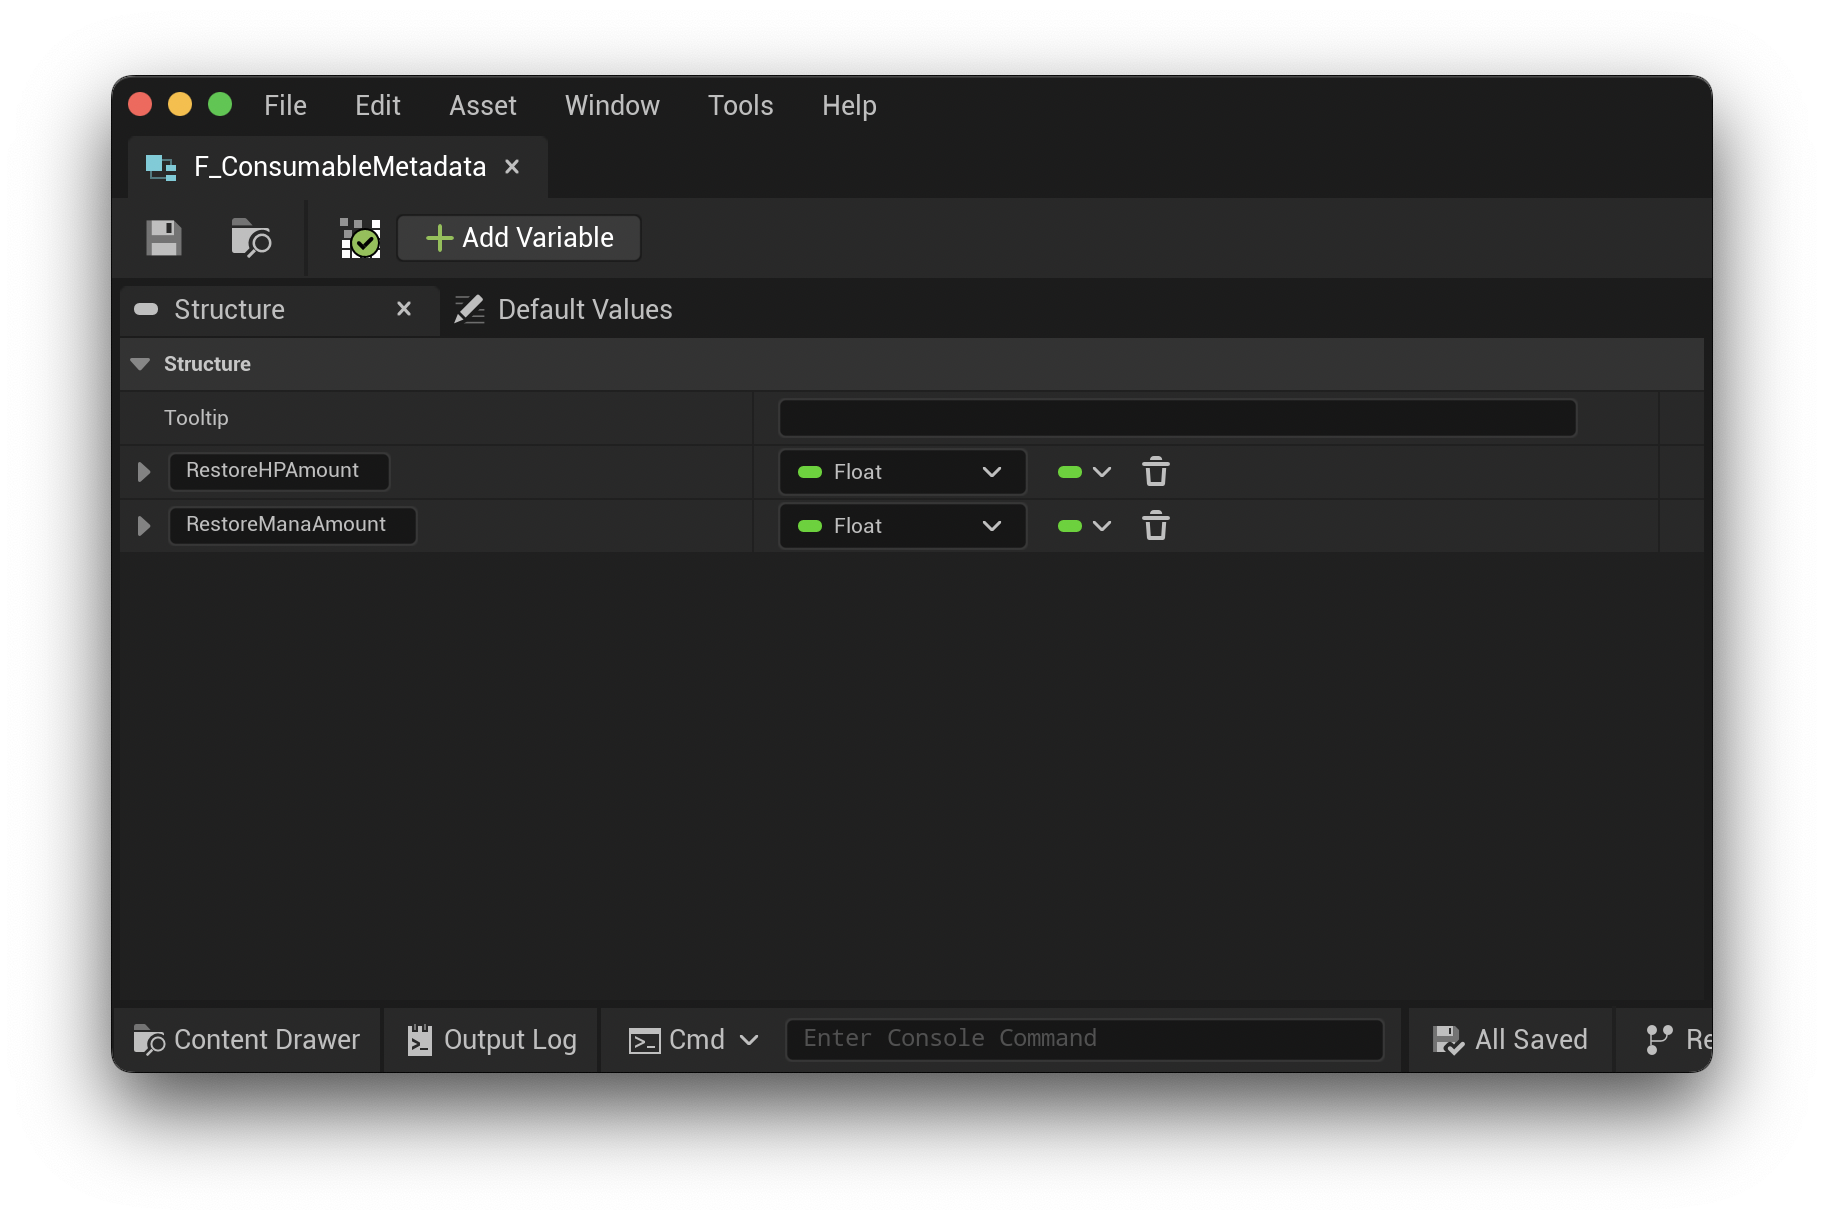 File Edit Asset Window Tools Help
F_ConsumableMetadata
Add Variable
Structure Default Values
Structure
Tooltip
RestoreHPAmount Float
RestoreManaAmount Float
Content Drawer Output Log Cmd Enter Console Command All Saved